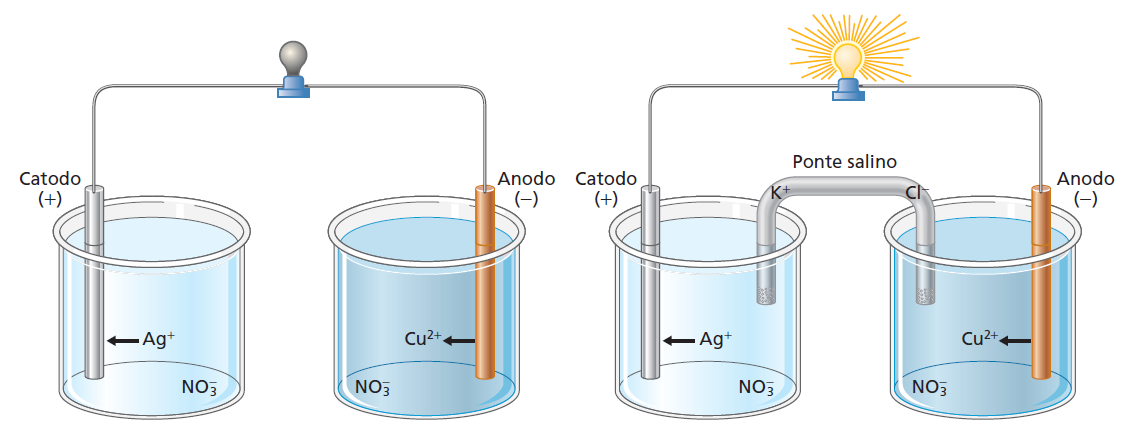 Catodo
(+)
Anodo
(–)
Ag⁺
NO₃⁻
Cu²⁺
NO₃⁻
Catodo
(+)
Ponte salino
K⁺
Cl⁻
Anodo
(–)
Ag⁺
NO₃⁻
Cu²⁺
NO₃⁻